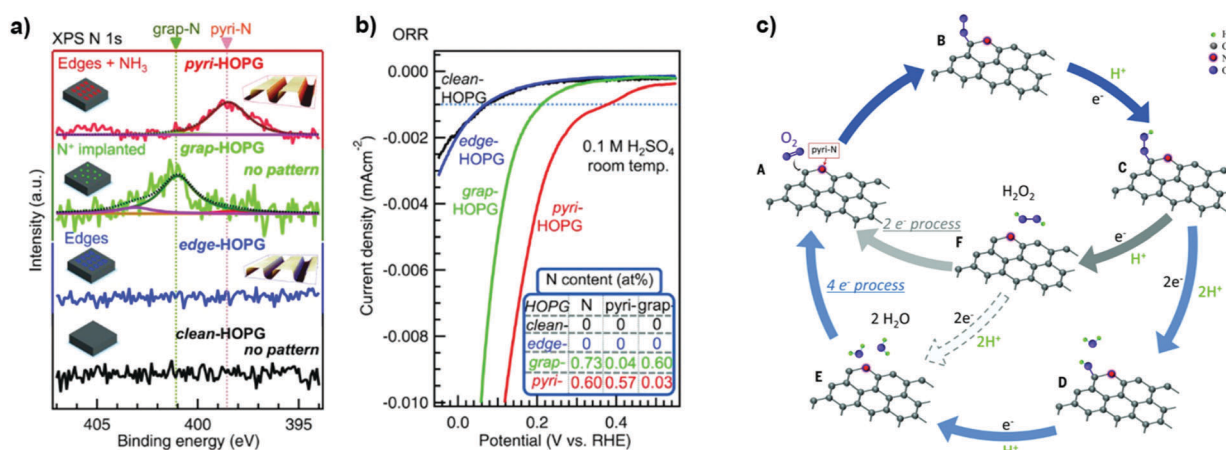 a)
XPS N 1s
grap-N
pyri-N
Edges + NH3
pyri-HOPG
N+ implanted
grap-HOPG
no pattern
Edges
edge-HOPG
clean-HOPG
no pattern
Intensity (a.u.)
405
400
395
Binding energy (eV)
b)
ORR
0.000
-0.002
-0.004
-0.006
-0.008
-0.010
Current density (mAcm-2)
clean-
HOPG
edge-
HOPG
grap-
HOPG
pyri-
HOPG
0.1 M H2SO4
room temp.
N content (at%)
HOPG N pyri- grap-
clean- 0 0 0
edge- 0 0 0
grap- 0.73 0.04 0.60
pyri- 0.60 0.57 0.03
0.0
0.2
0.4
Potential (V vs. RHE)
c)
B
H+
e-
H
C
N
O2
pyri-N
A
C
H2O2
2 e- process
F
e-
H+
2e-
2H+
4 e- process
2 H2O
2e-
2H+
E
D
e-
H+